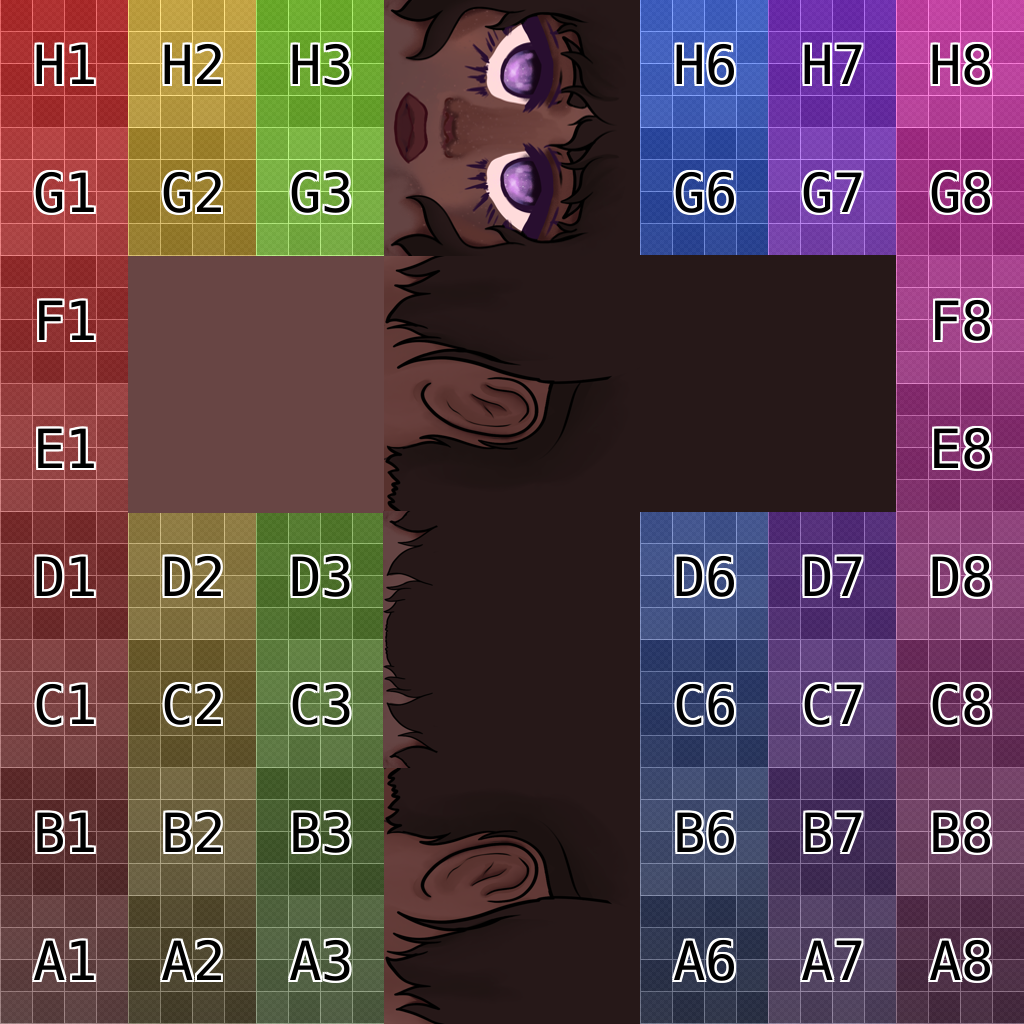 H1 H2 H3 H6 H7 H8
G1 G2 G3 G6 G7 G8
F1 F8
E1 E8
D1 D2 D3 D6 D7 D8
C1 C2 C3 C6 C7 C8
B1 B2 B3 B6 B7 B8
A1 A2 A3 A6 A7 A8